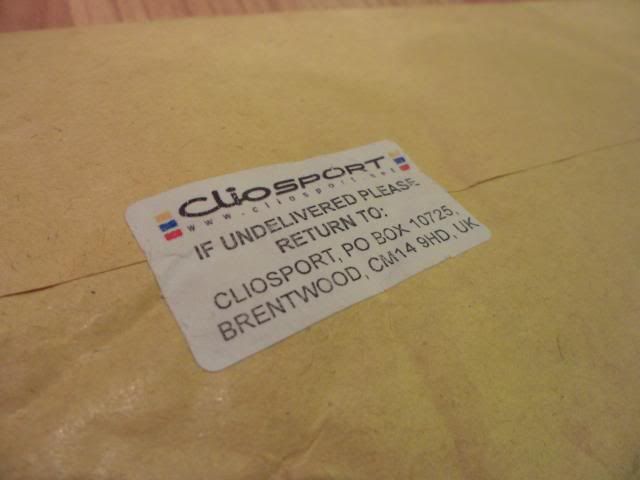 CLIOSPORT
www.cliosport.net
IF UNDELIVERED PLEASE
RETURN TO:
CLIOSPORT, PO BOX 10725,
BRENTWOOD, CM14 9HD, UK